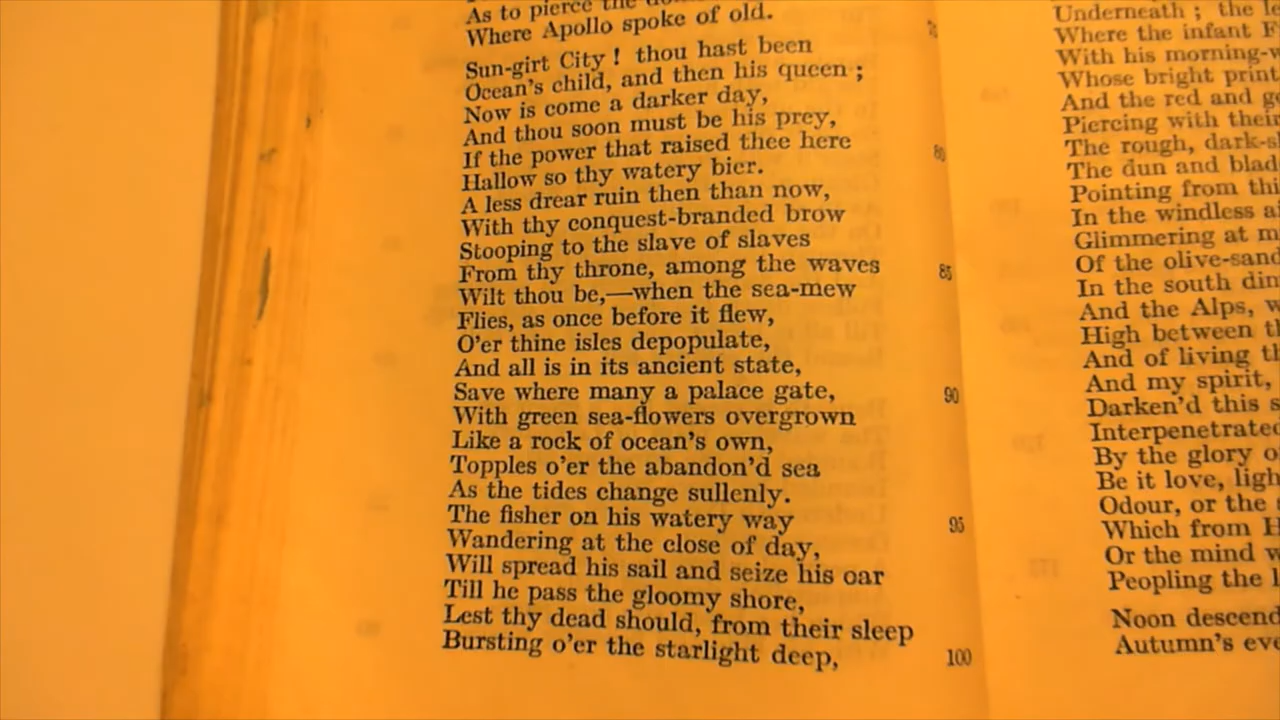 As to pierce the
Where Apollo spoke of old.
Sun-girt City ! thou hast been
Ocean's child, and then his queen ;
Now is come a darker day,
And thou soon must be his prey,
If the power that raised thee here
80
Hallow so thy watery bier.
A less drear ruin then than now,
With thy conquest-branded brow
Stooping to the slave of slaves
From thy throne, among the waves
85
Wilt thou be,—when the sea-mew
Flies, as once before it flew,
O'er thine isles depopulate,
And all is in its ancient state,
Save where many a palace gate,
90
With green sea-flowers overgrown
Like a rock of ocean's own,
Topples o'er the abandon'd sea
As the tides change sullenly.
The fisher on his watery way
95
Wandering at the close of day,
Will spread his sail and seize his oar
Till he pass the gloomy shore,
Lest thy dead should, from their sleep
Bursting o'er the starlight deep,
100
Underneath ; the
Where the infant
With his morning-
Whose bright print
And the red and
Piercing with their
The rough, dark-
The dun and
Pointing from
In the windless
Glimmering at
Of the olive-sand
In the south
And the Alps,
High between
And of living
And my spirit,
Darken'd this
Interpenetrated
By the glory
Be it love,
Odour, or the
Which from
Or the mind
Peopling the
Noon descend
Autumn's